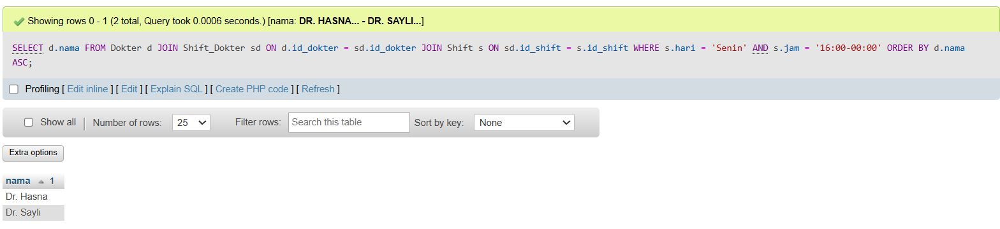 Showing rows 0 - 1 (2 total, Query took 0.0006 seconds.) [nama: DR. HASNA... - DR. SAYLI...]
SELECT d.nama FROM Dokter d JOIN Shift_Dokter sd ON d.id_dokter = sd.id_dokter JOIN Shift s ON sd.id_shift = s.id_shift WHERE s.hari = 'Senin' AND s.jam = '16:00-00:00' ORDER BY d.nama
ASC;
Profiling [ Edit inline ] [ Edit ] [ Explain SQL ] [ Create PHP code ] [ Refresh ]
Show all | Number of rows: 25 Filter rows: Search this table Sort by key: None
Extra options
nama 1
Dr. Hasna
Dr. Sayli